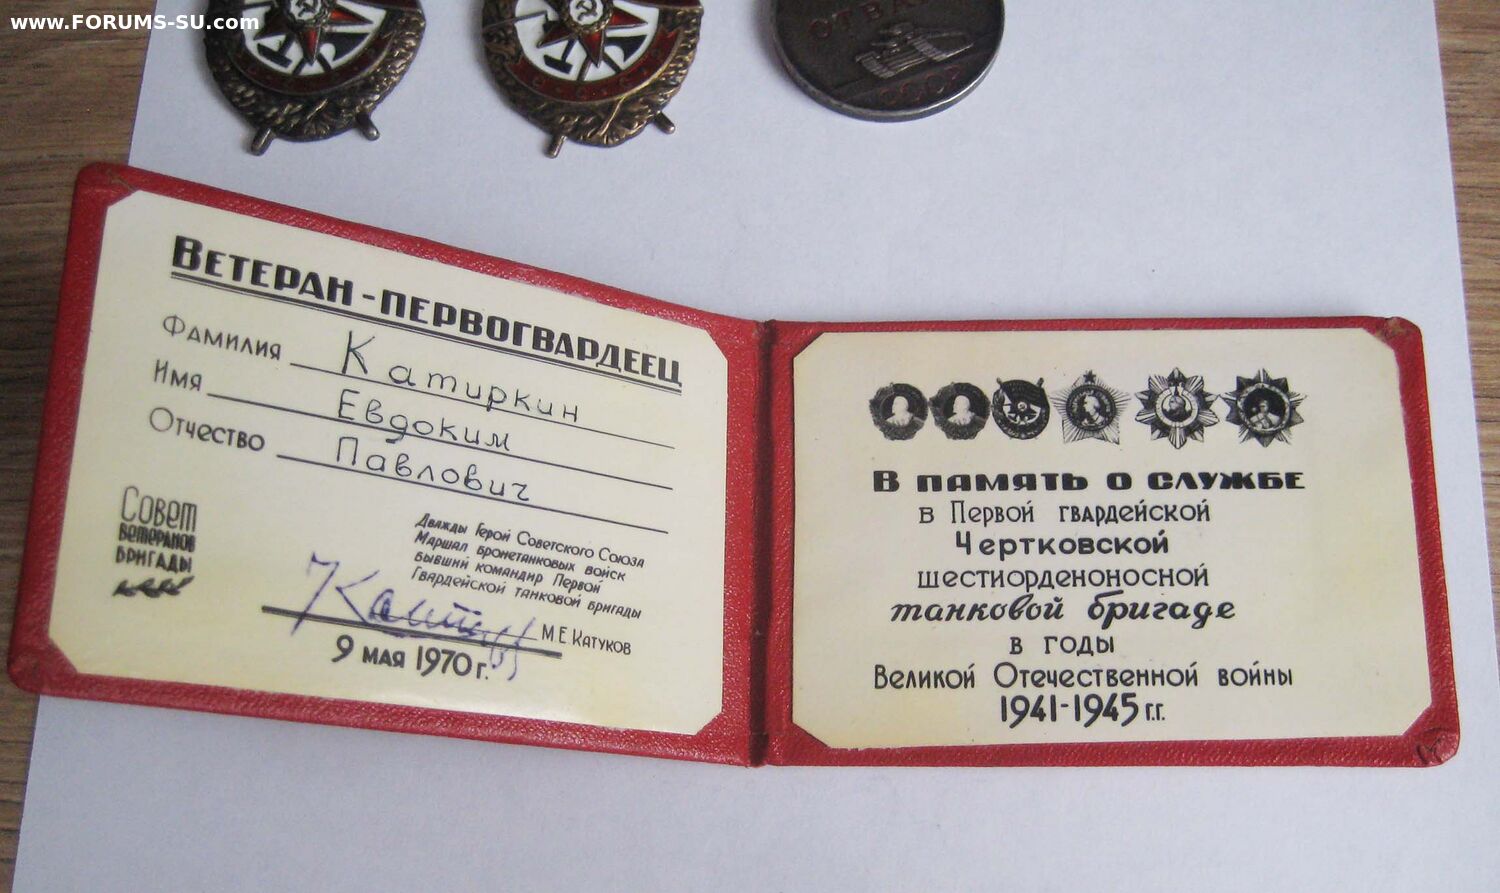 www.FORUMS-SU.com
ОТВА
СССР
Ветеран-первогвардеец
Фамилия Катиркин
Имя Евдоким
Отчество Павлович
Совет
ветеранов
бригады
Дважды Герой Советского Союза
Маршал бронетанковых войск
бывший командир Первой
Гвардейской танковой бригады
М Е Катуков
9 мая 1970 г.
В память о службе
в Первой гвардейской
Чертковской
шестиорденоносной
танковой бригаде
в годы
Великой Отечественной войны
1941-1945 г.г.